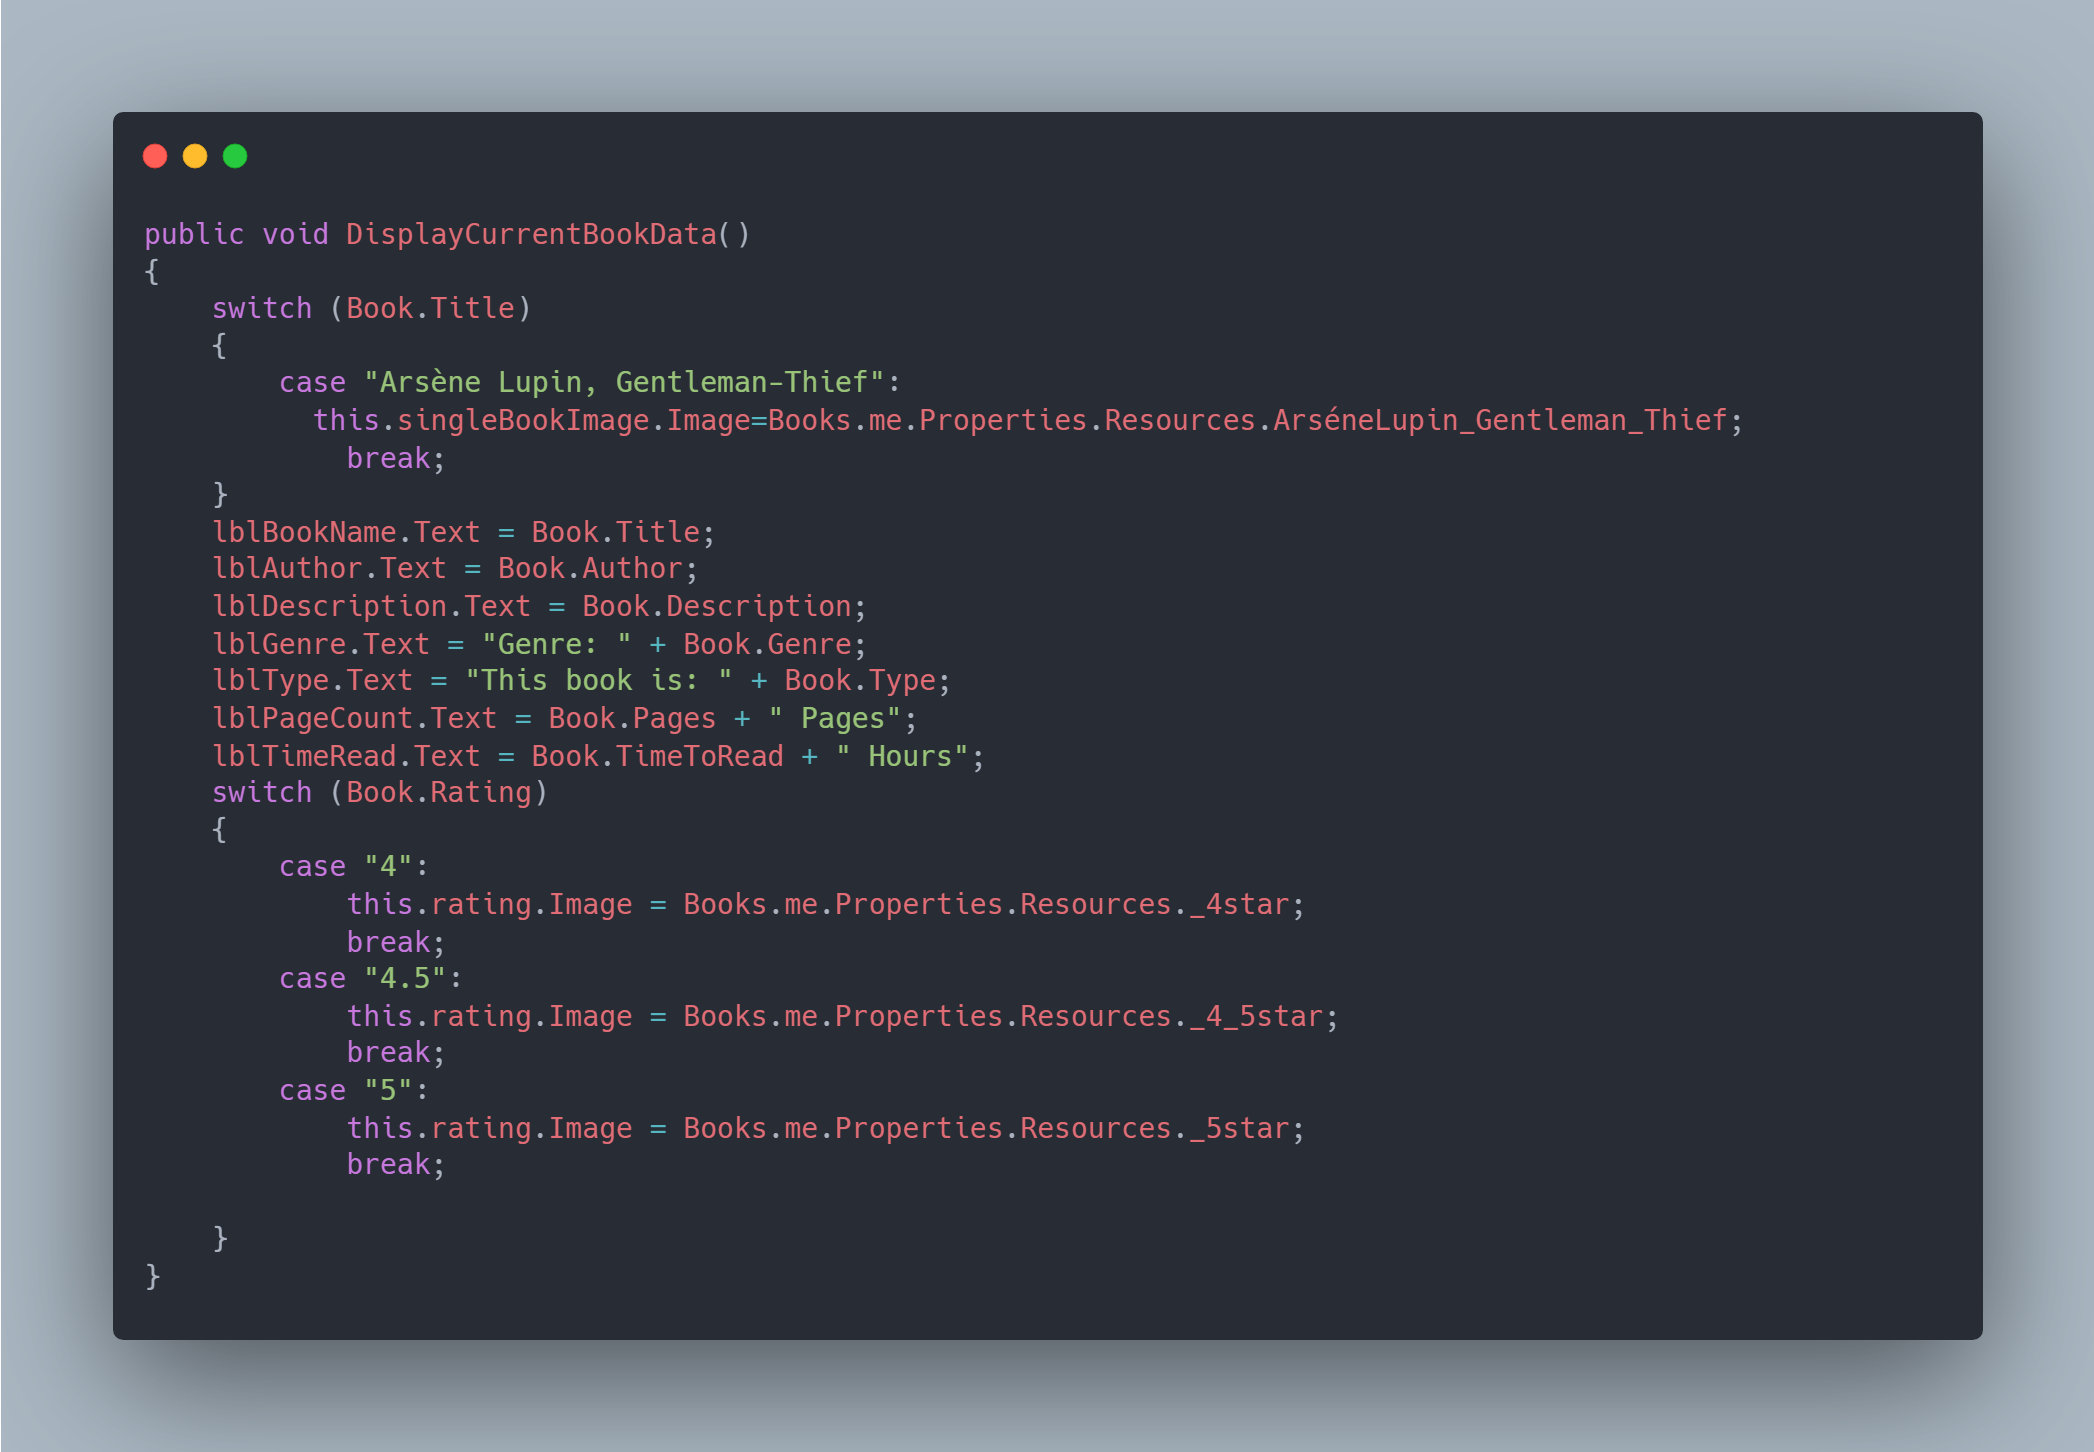 public void DisplayCurrentBookData()
{
    switch (Book.Title)
    {
        case "Arsène Lupin, Gentleman-Thief":
          this.singleBookImage.Image=Books.me.Properties.Resources.ArséneLupin_Gentleman_Thief;
            break;
    }
    lblBookName.Text = Book.Title;
    lblAuthor.Text = Book.Author;
    lblDescription.Text = Book.Description;
    lblGenre.Text = "Genre: " + Book.Genre;
    lblType.Text = "This book is: " + Book.Type;
    lblPageCount.Text = Book.Pages + " Pages";
    lblTimeRead.Text = Book.TimeToRead + " Hours";
    switch (Book.Rating)
    {
        case "4":
            this.rating.Image = Books.me.Properties.Resources._4star;
            break;
        case "4.5":
            this.rating.Image = Books.me.Properties.Resources._4_5star;
            break;
        case "5":
            this.rating.Image = Books.me.Properties.Resources._5star;
            break;

    }
}